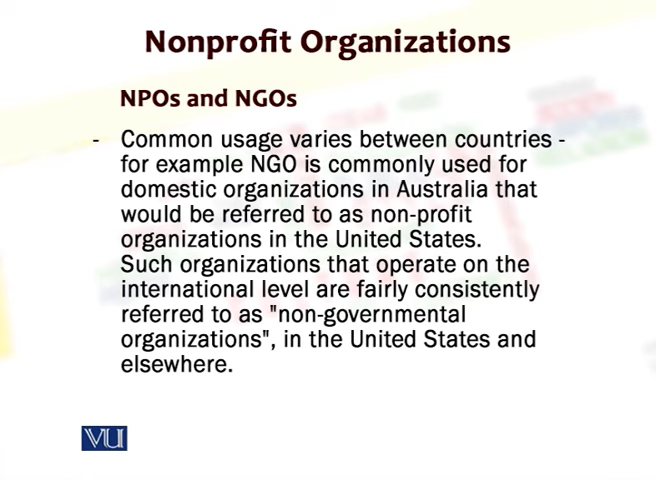 Nonprofit Organizations
NPOs and NGOs
- Common usage varies between countries -
for example NGO is commonly used for
domestic organizations in Australia that
would be referred to as non-profit
organizations in the United States.
Such organizations that operate on the
international level are fairly consistently
referred to as "non-governmental
organizations", in the United States and
elsewhere.
VU